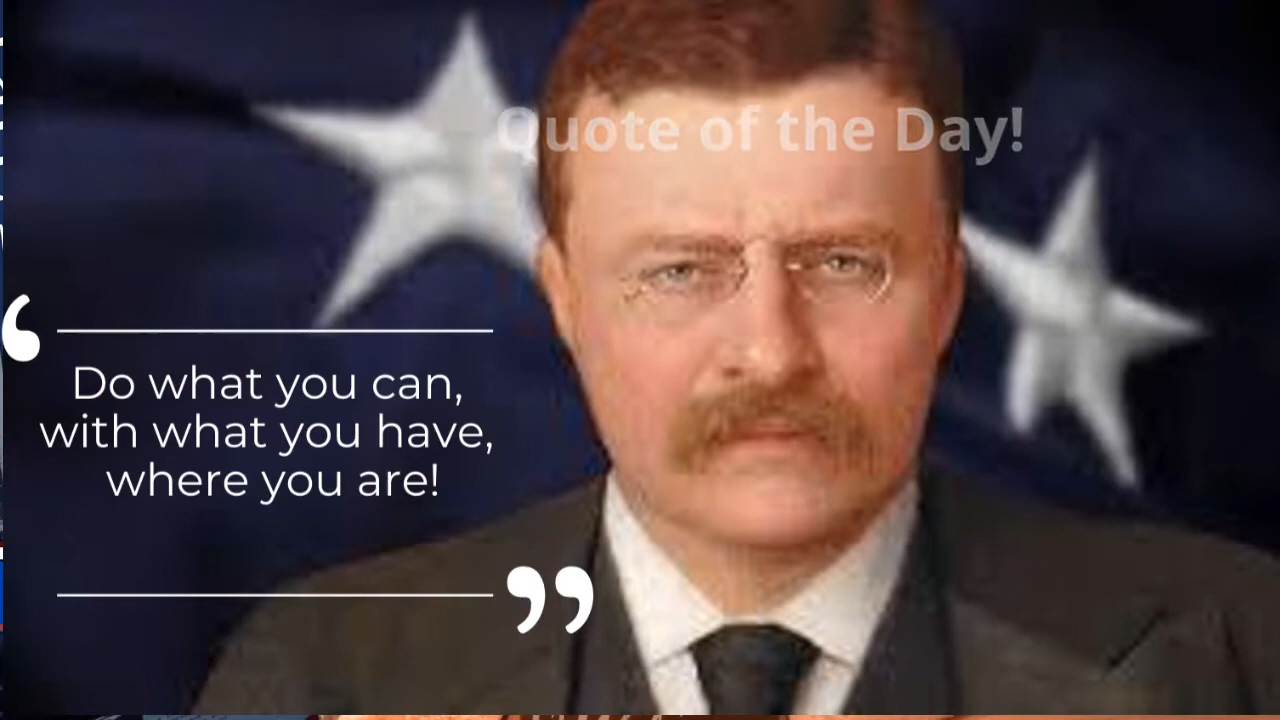 Quote of the Day!
“
Do what you can,
with what you have,
where you are!
”